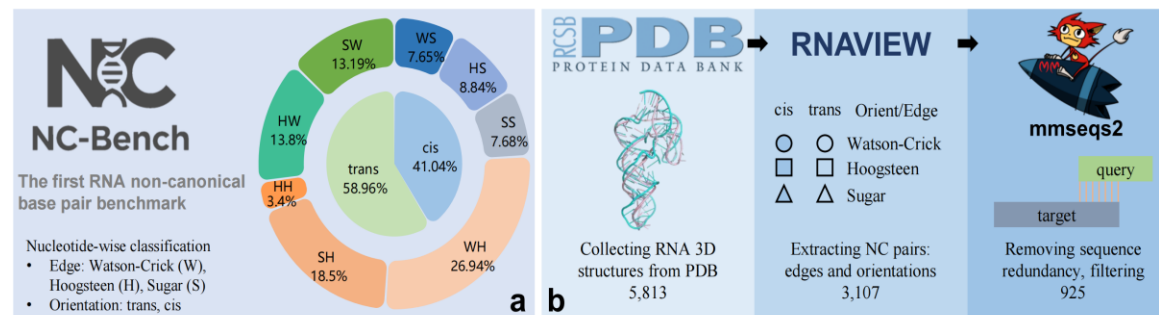 NC
NC-Bench
The first RNA non-canonical
base pair benchmark
Nucleotide-wise classification
• Edge: Watson-Crick (W),
Hoogsteen (H), Sugar (S)
• Orientation: trans, cis
WS
7.65%
HS
8.84%
SS
7.68%
WH
26.94%
SH
18.5%
HH
3.4%
HW
13.8%
SW
13.19%
trans
58.96%
cis
41.04%
a
b
RCSB
PDB
PROTEIN DATA BANK
Collecting RNA 3D
structures from PDB
5,813
RNAVIEW
cis trans Orient/Edge
Watson-Crick
Hoogsteen
Sugar
Extracting NC pairs:
edges and orientations
3,107
MM
mmseqs2
query
target
Removing sequence
redundancy, filtering
925